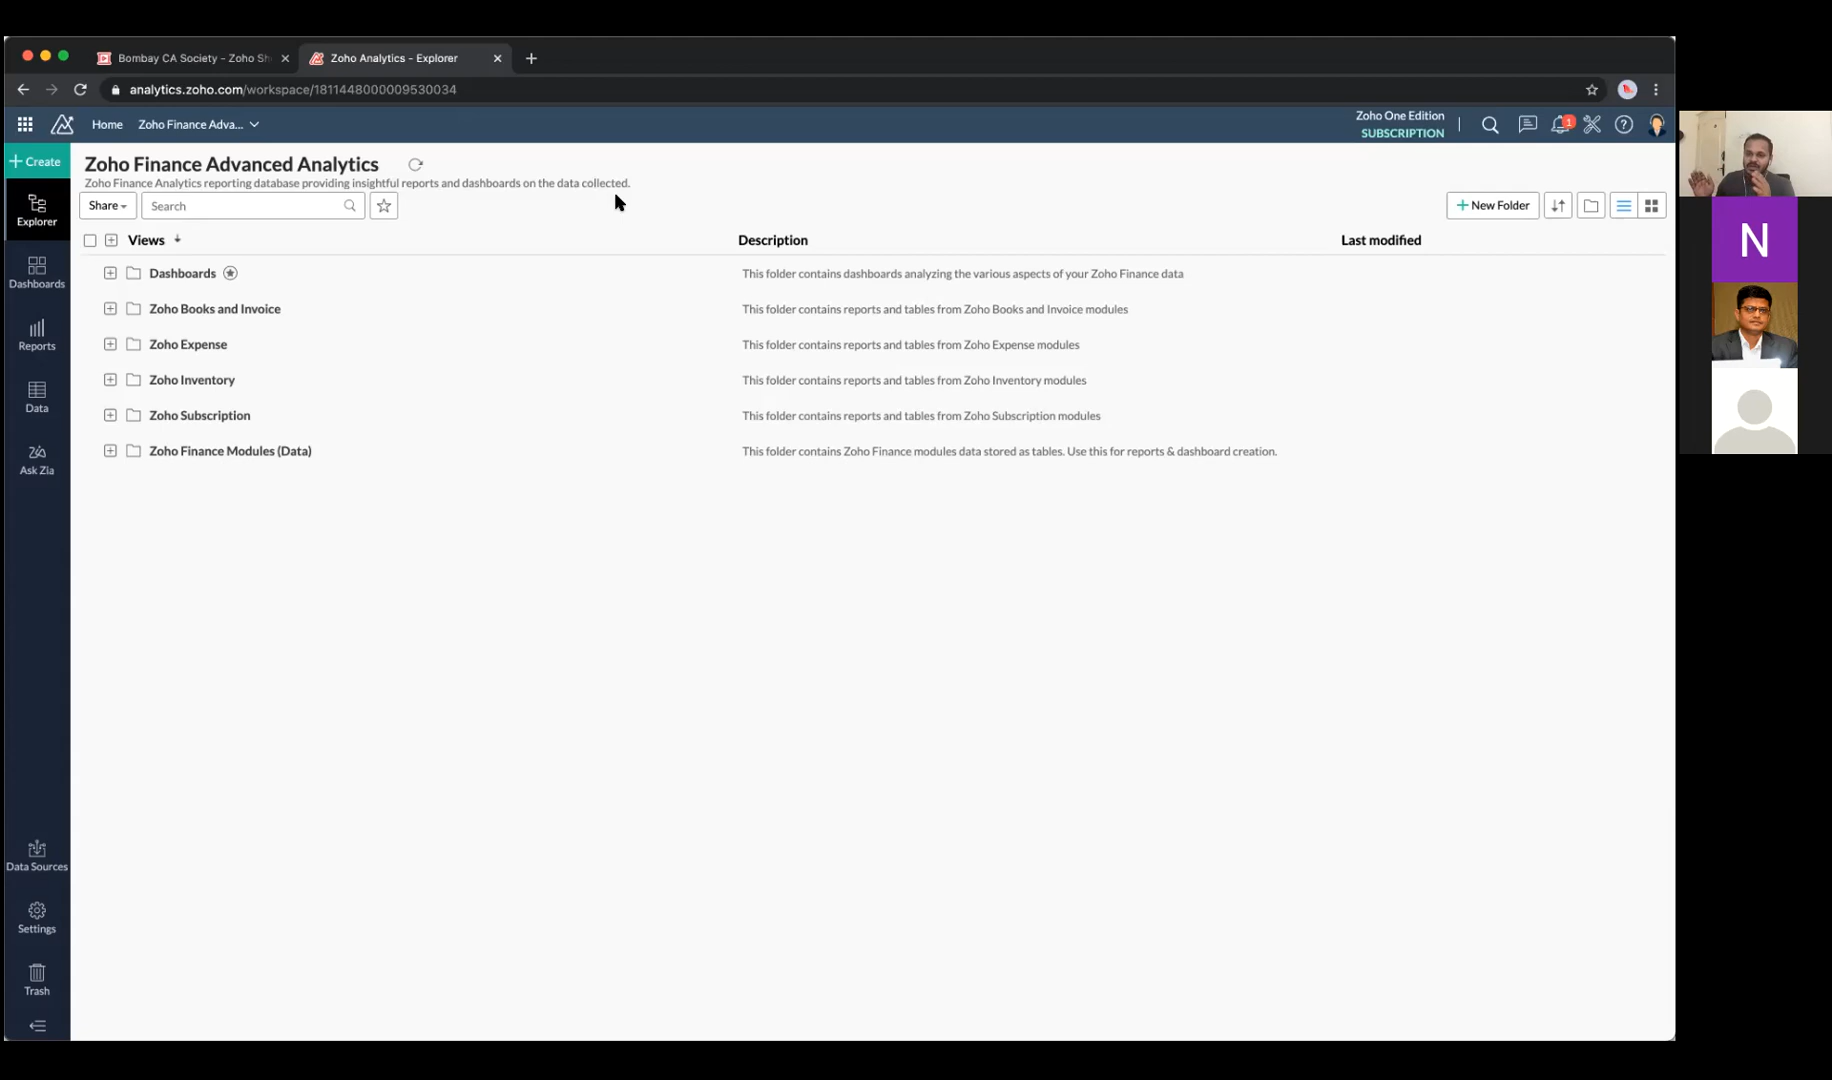 Bombay CA Society - Zoho Sh
Zoho Analytics - Explorer
analytics.zoho.com/workspace/1811448000009530034
Home
Zoho Finance Adva...
Zoho One Edition
SUBSCRIPTION
1
Create
Explorer
Dashboards
Reports
Data
Ask Zia
Data Sources
Settings
Trash
Zoho Finance Advanced Analytics
Zoho Finance Analytics reporting database providing insightful reports and dashboards on the data collected.
Share
Search
New Folder
Views
Description
Last modified
Dashboards
This folder contains dashboards analyzing the various aspects of your Zoho Finance data
Zoho Books and Invoice
This folder contains reports and tables from Zoho Books and Invoice modules
Zoho Expense
This folder contains reports and tables from Zoho Expense modules
Zoho Inventory
This folder contains reports and tables from Zoho Inventory modules
Zoho Subscription
This folder contains reports and tables from Zoho Subscription modules
Zoho Finance Modules (Data)
This folder contains Zoho Finance modules data stored as tables. Use this for reports & dashboard creation.
N